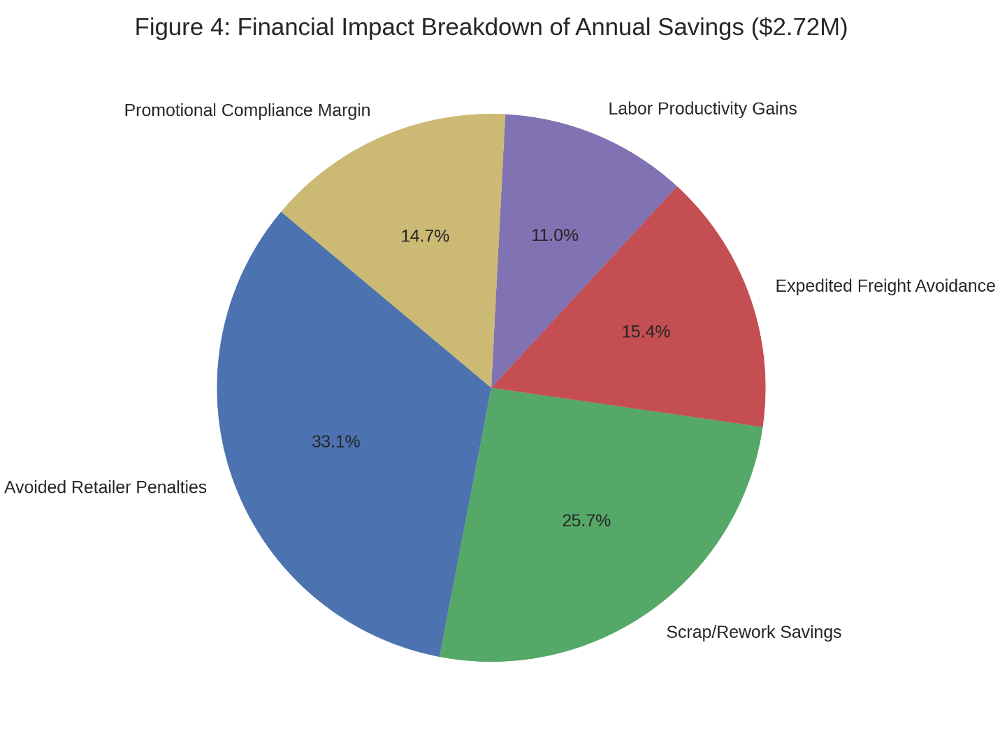 Figure 4: Financial Impact Breakdown of Annual Savings ($2.72M)
Promotional Compliance Margin
Labor Productivity Gains
14.7%
11.0%
Expedited Freight Avoidance
15.4%
33.1%
Avoided Retailer Penalties
25.7%
Scrap/Rework Savings